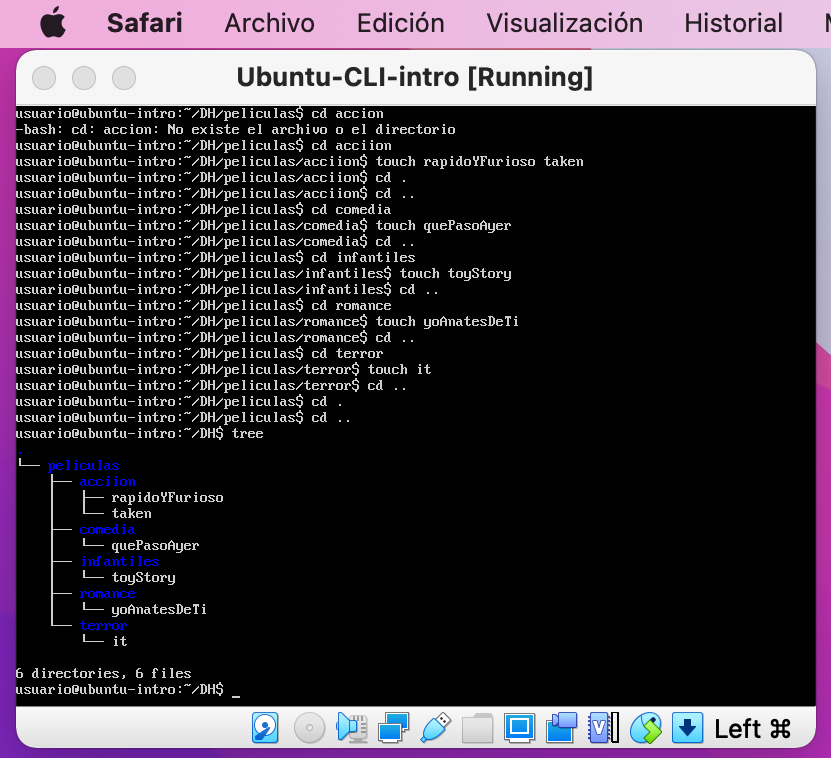 Safari Archivo Edición Visualización Historial
Ubuntu-CLI-intro [Running]
usuario@ubuntu-intro:~/DH/peliculas$ cd accion
-bash: cd: accion: No existe el archivo o el directorio
usuario@ubuntu-intro:~/DH/peliculas$ cd acciion
usuario@ubuntu-intro:~/DH/peliculas/acciion$ touch rapidoYFurioso taken
usuario@ubuntu-intro:~/DH/peliculas/acciion$ cd .
usuario@ubuntu-intro:~/DH/peliculas/acciion$ cd ..
usuario@ubuntu-intro:~/DH/peliculas$ cd comedia
usuario@ubuntu-intro:~/DH/peliculas/comedia$ touch quePasoAyer
usuario@ubuntu-intro:~/DH/peliculas/comedia$ cd ..
usuario@ubuntu-intro:~/DH/peliculas$ cd infantiles
usuario@ubuntu-intro:~/DH/peliculas/infantiles$ touch toyStory
usuario@ubuntu-intro:~/DH/peliculas/infantiles$ cd ..
usuario@ubuntu-intro:~/DH/peliculas$ cd romance
usuario@ubuntu-intro:~/DH/peliculas/romance$ touch yoAnatesDeTi
usuario@ubuntu-intro:~/DH/peliculas/romance$ cd ..
usuario@ubuntu-intro:~/DH/peliculas$ cd terror
usuario@ubuntu-intro:~/DH/peliculas/terror$ touch it
usuario@ubuntu-intro:~/DH/peliculas/terror$ cd ..
usuario@ubuntu-intro:~/DH/peliculas$ cd .
usuario@ubuntu-intro:~/DH/peliculas$ cd ..
usuario@ubuntu-intro:~/DH$ tree
.
└── peliculas
    ├── acciion
    │   ├── rapidoYFurioso
    │   └── taken
    ├── comedia
    │   └── quePasoAyer
    ├── infantiles
    │   └── toyStory
    ├── romance
    │   └── yoAnatesDeTi
    └── terror
        └── it
6 directories, 6 files
usuario@ubuntu-intro:~/DH$ _
Left ⌘